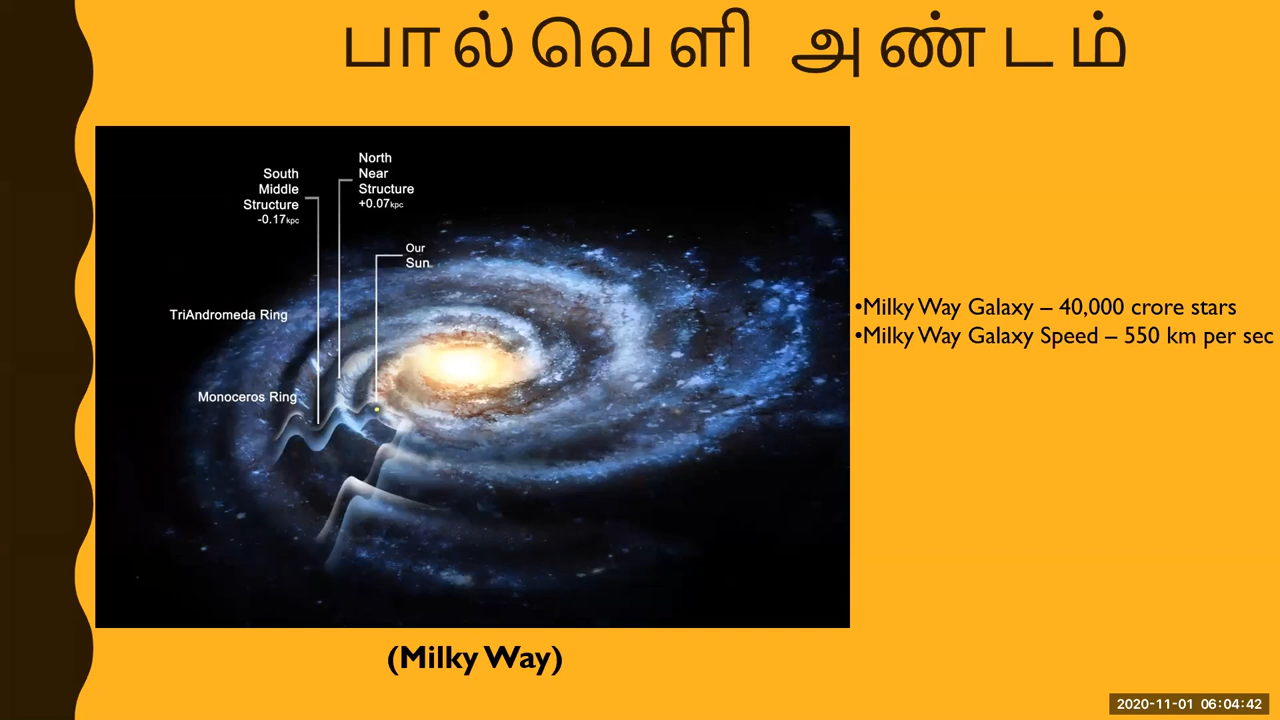 பால்வெளி அண்டம்
South
Middle
Structure
-0.17kpc
North
Near
Structure
+0.07kpc
Our
Sun
TriAndromeda Ring
Monoceros Ring
•Milky Way Galaxy – 40,000 crore stars
•Milky Way Galaxy Speed – 550 km per sec
(Milky Way)
2020-11-01 06:04:42